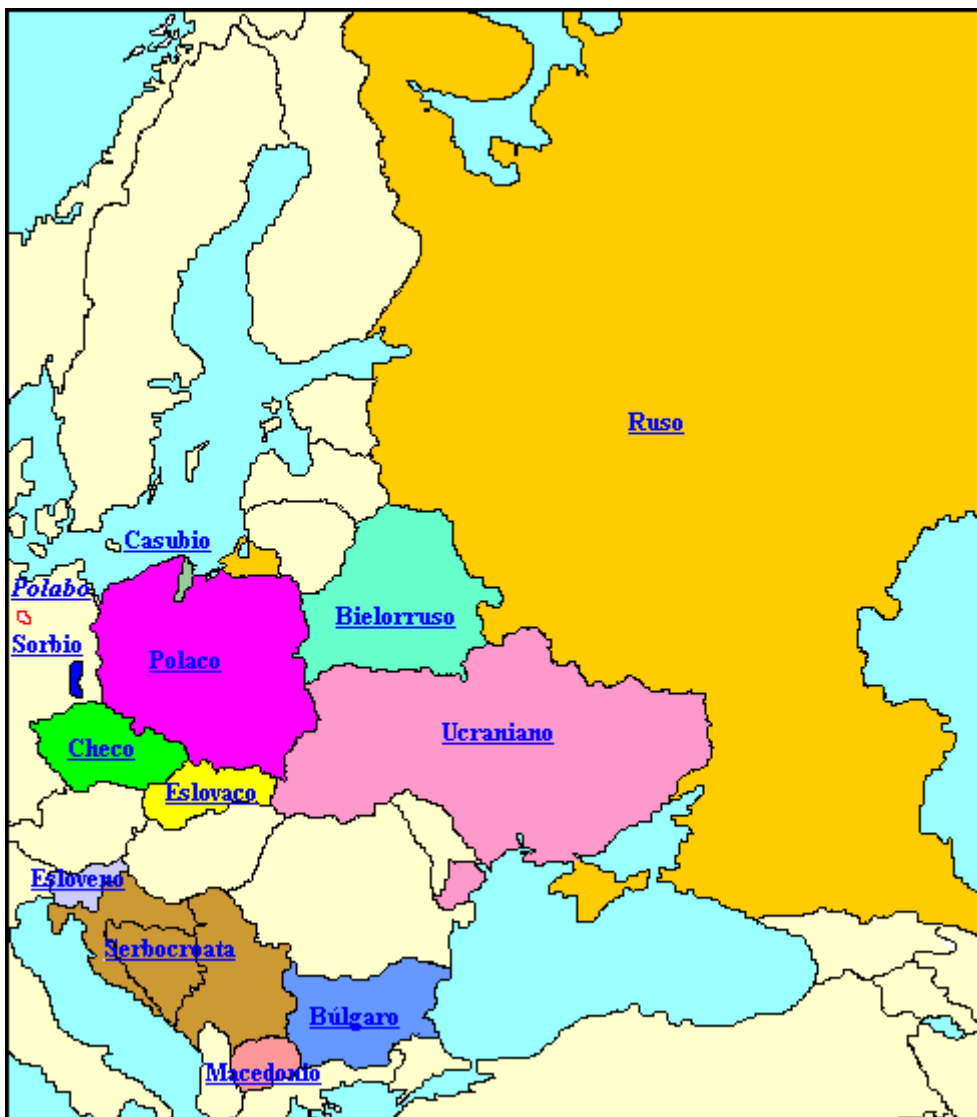 Ruso
Casubio
Polabo
Bielorruso
Sorbio
Polaco
Ucraniano
Checo
Eslovaco
Esloveno
Serbocroata
Búlgaro
Macedonio